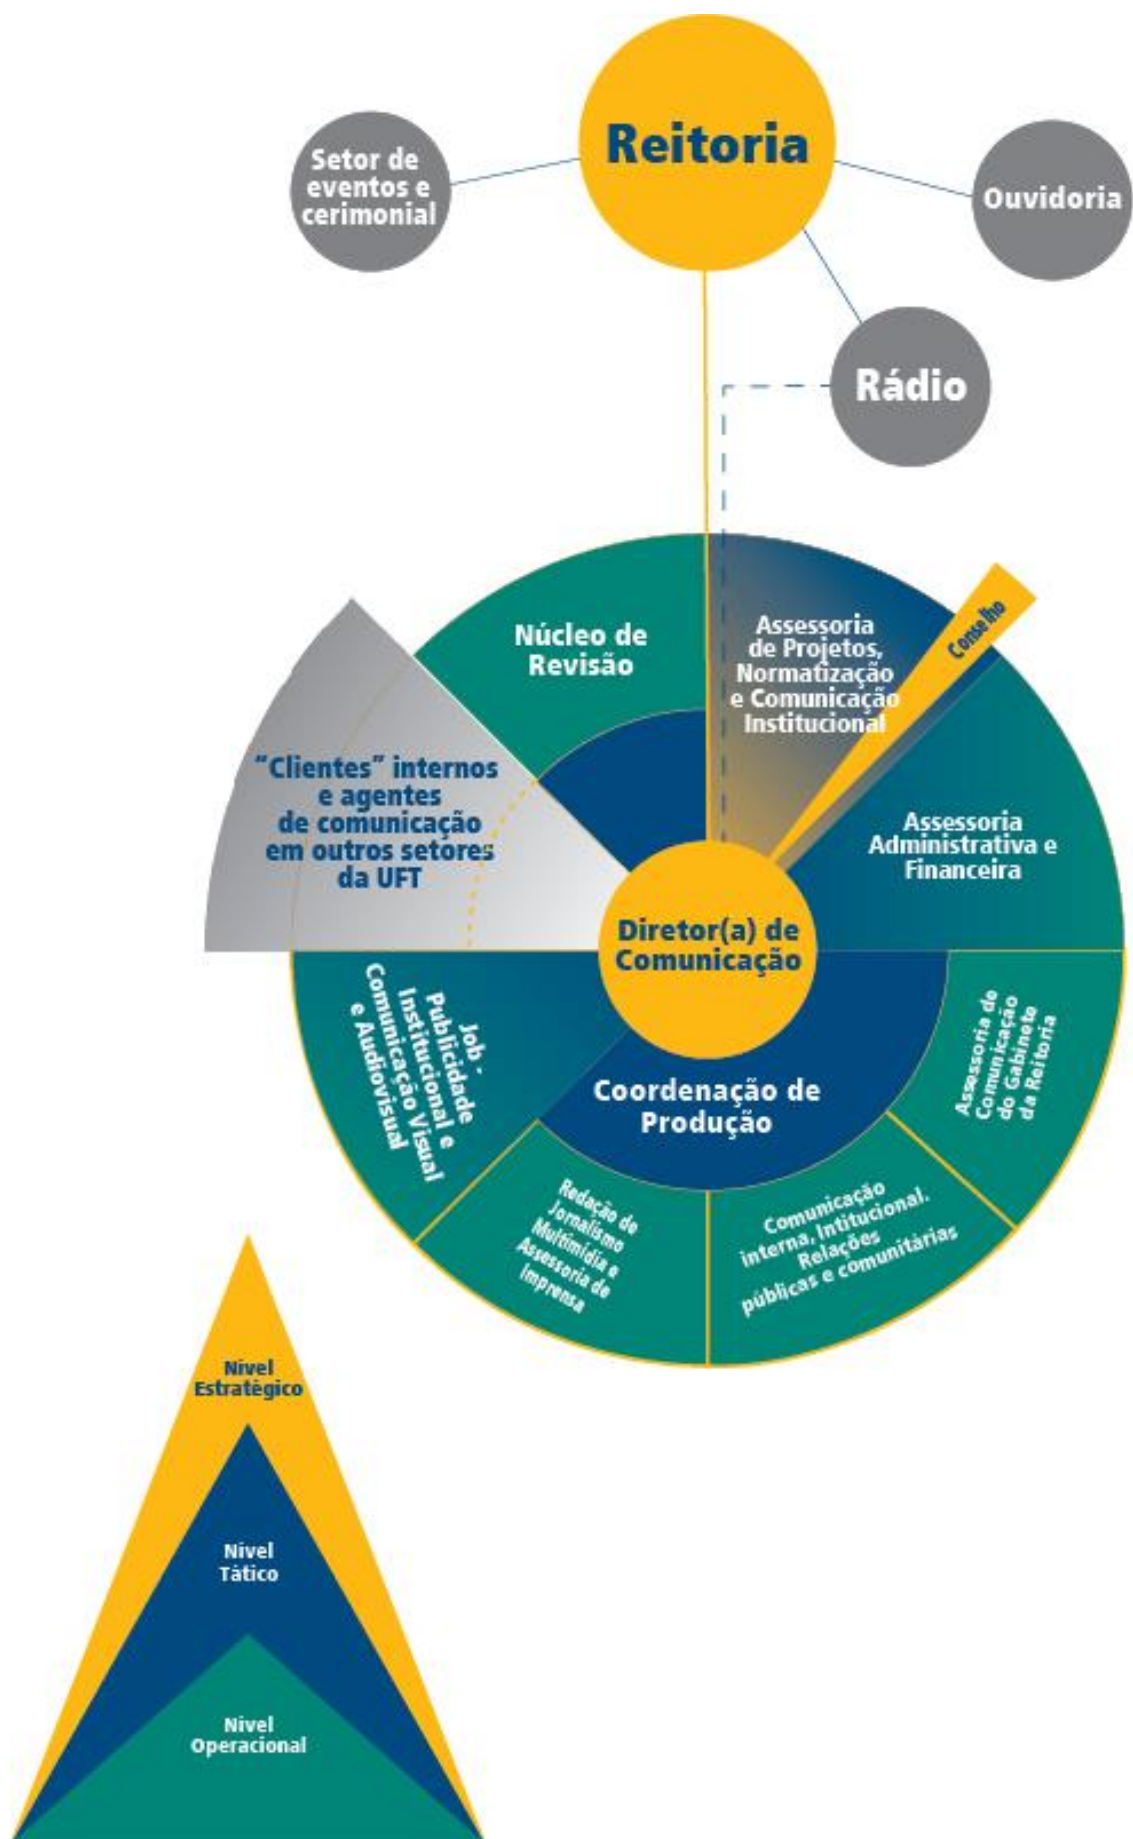 Reitoria
Setor de
eventos e
cerimonial
Ouvidoria
Rádio
Núcleo de
Revisão
Assessoria
de Projetos,
Normatização
e Comunicação
Institucional
Conselho
"Clientes" internos
e agentes
de comunicação
em outros setores
da UFT
Assessoria
Administrativa e
Financeira
Diretor(a) de
Comunicação
Job -
Publicidade
Institucional e
Comunicação Visual
e Audiovisual
Coordenação de
Produção
Assessoria de
Comunicação
do Gabinete
da Reitoria
Redação de
Jornalismo
Multimídia e
Assessoria de
Imprensa
Comunicação
interna, Intitucional.
Relações
públicas e comunitárias
Nível
Estratégico
Nível
Tático
Nível
Operacional